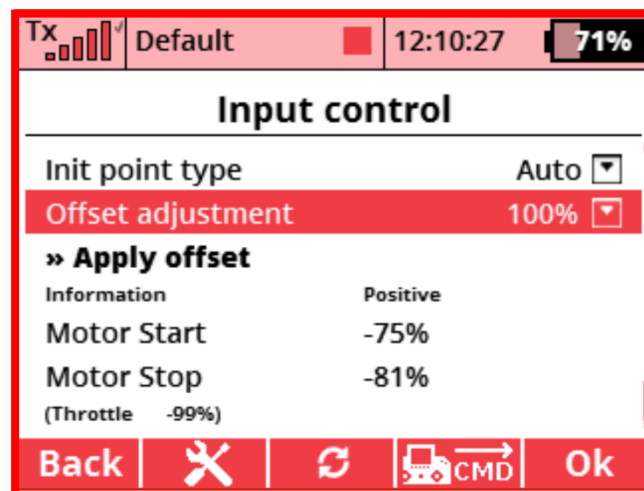 Tx Default 12:10:27 71%
Input control
Init point type Auto
Offset adjustment 100%
» Apply offset
Information Positive
Motor Start -75%
Motor Stop -81%
(Throttle -99%)
Back CMD Ok